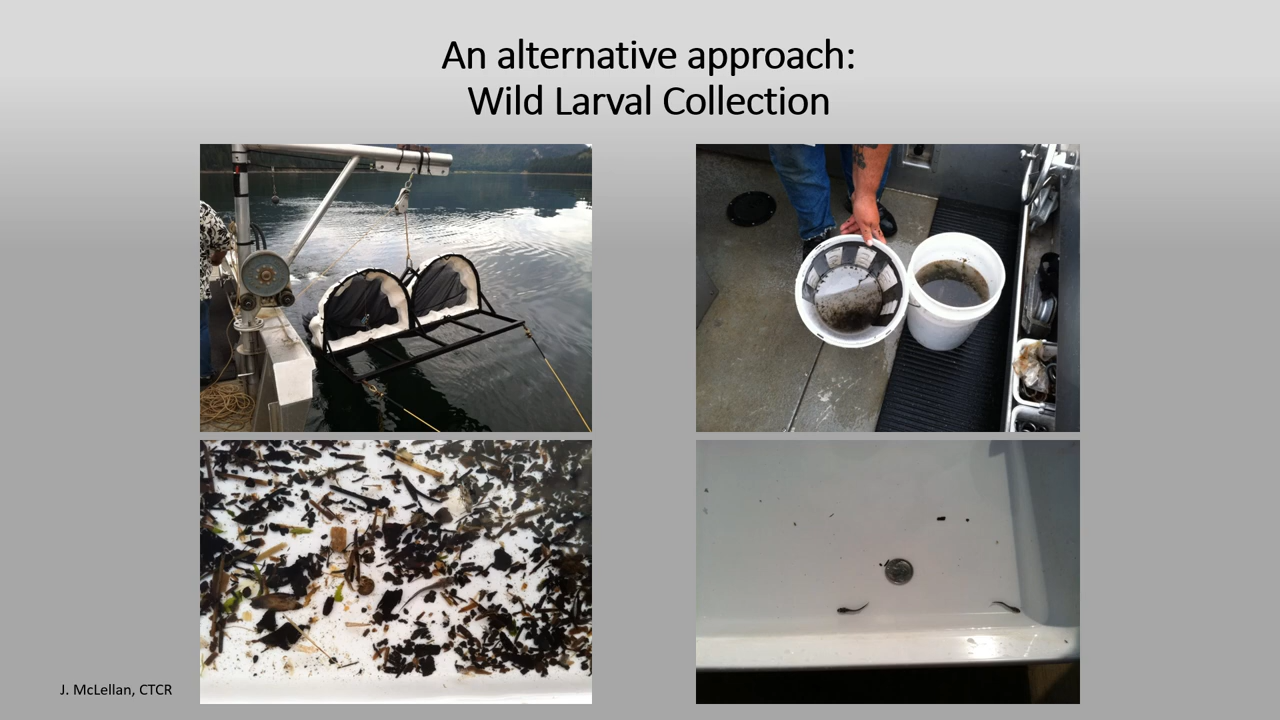 An alternative approach:
Wild Larval Collection
J. McLellan, CTCR